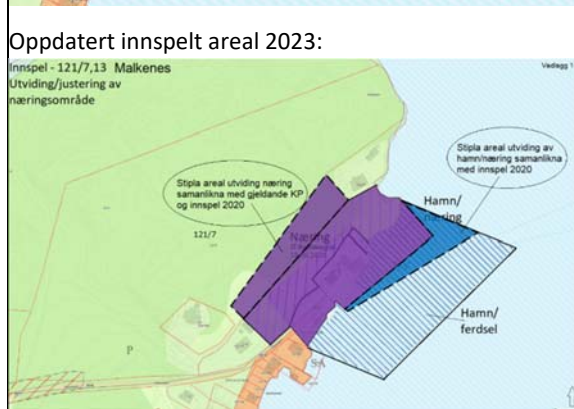 Oppdatert innspelt areal 2023:
Innspel - 121/7,13 Malkenes
Utviding/justering av
næringsområde
Vedlegg 1
Stipla areal utviding av
hamn/næring samanlikna
med innspel 2020
Stipla areal utviding næring
samanlikna med gjeldande KP
og innspel 2020
Hamn/
næring
121/7
Næring
Hamn/
ferdsel
P